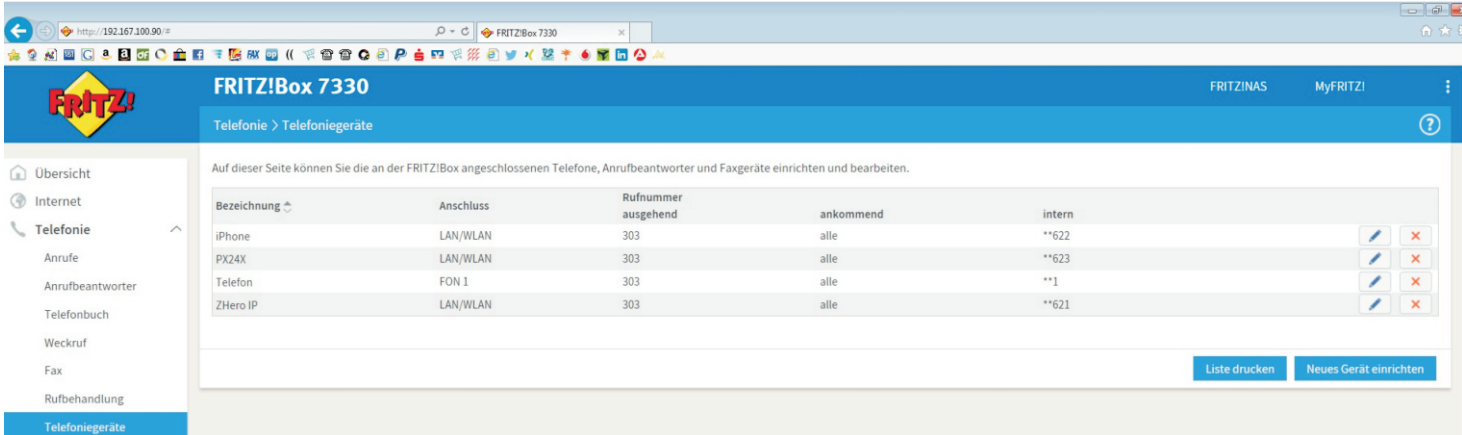 http://192.167.100.90/#
FRITZ!Box 7330
FRITZ!
FRITZ!Box 7330
FRITZ!NAS
MyFRITZ!
Telefonie > Telefoniegeräte
Übersicht
Internet
Telefonie
Anrufe
Anrufbeantworter
Telefonbuch
Weckruf
Fax
Rufbehandlung
Telefoniegeräte
Auf dieser Seite können Sie die an der FRITZ!Box angeschlossenen Telefone, Anrufbeantworter und Faxgeräte einrichten und bearbeiten.
Bezeichnung Anschluss Rufnummer
ausgehend ankommend intern
iPhone LAN/WLAN 303 alle **622
PX24X LAN/WLAN 303 alle **623
Telefon FON 1 303 alle **1
ZHero IP LAN/WLAN 303 alle **621
Liste drucken Neues Gerät einrichten